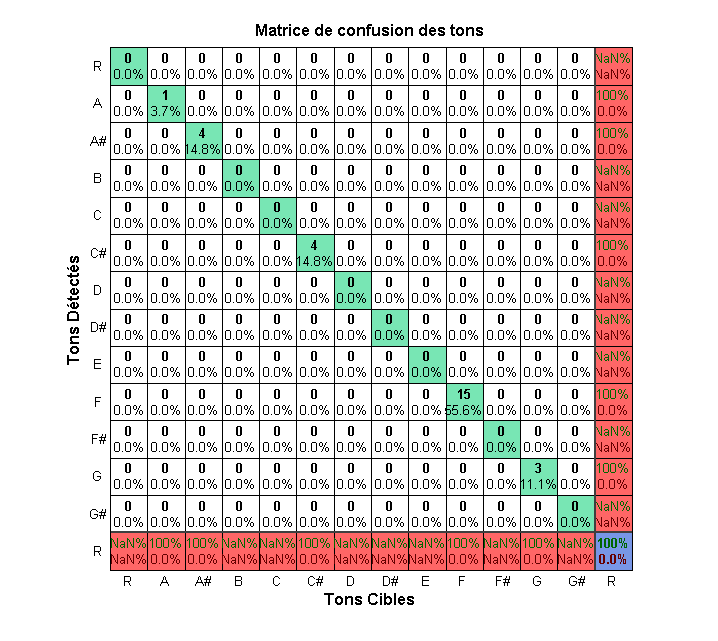 Matrice de confusion des tons
R 0 0 0 0 0 0 0 0 0 0 0 0 0 NaN%
0.0% 0.0% 0.0% 0.0% 0.0% 0.0% 0.0% 0.0% 0.0% 0.0% 0.0% 0.0% 0.0% NaN%
A 0 1 0 0 0 0 0 0 0 0 0 0 0 100%
0.0% 3.7% 0.0% 0.0% 0.0% 0.0% 0.0% 0.0% 0.0% 0.0% 0.0% 0.0% 0.0% 0.0%
A# 0 0 4 0 0 0 0 0 0 0 0 0 0 100%
0.0% 0.0% 14.8% 0.0% 0.0% 0.0% 0.0% 0.0% 0.0% 0.0% 0.0% 0.0% 0.0% 0.0%
B 0 0 0 0 0 0 0 0 0 0 0 0 0 NaN%
0.0% 0.0% 0.0% 0.0% 0.0% 0.0% 0.0% 0.0% 0.0% 0.0% 0.0% 0.0% 0.0% NaN%
C 0 0 0 0 0 0 0 0 0 0 0 0 0 NaN%
0.0% 0.0% 0.0% 0.0% 0.0% 0.0% 0.0% 0.0% 0.0% 0.0% 0.0% 0.0% 0.0% NaN%
C# 0 0 0 0 0 4 0 0 0 0 0 0 0 100%
0.0% 0.0% 0.0% 0.0% 0.0% 14.8% 0.0% 0.0% 0.0% 0.0% 0.0% 0.0% 0.0% 0.0%
D 0 0 0 0 0 0 0 0 0 0 0 0 0 NaN%
0.0% 0.0% 0.0% 0.0% 0.0% 0.0% 0.0% 0.0% 0.0% 0.0% 0.0% 0.0% 0.0% NaN%
D# 0 0 0 0 0 0 0 0 0 0 0 0 0 NaN%
0.0% 0.0% 0.0% 0.0% 0.0% 0.0% 0.0% 0.0% 0.0% 0.0% 0.0% 0.0% 0.0% NaN%
E 0 0 0 0 0 0 0 0 0 0 0 0 0 NaN%
0.0% 0.0% 0.0% 0.0% 0.0% 0.0% 0.0% 0.0% 0.0% 0.0% 0.0% 0.0% 0.0% NaN%
F 0 0 0 0 0 0 0 0 0 15 0 0 0 100%
0.0% 0.0% 0.0% 0.0% 0.0% 0.0% 0.0% 0.0% 0.0% 55.6% 0.0% 0.0% 0.0% 0.0%
F# 0 0 0 0 0 0 0 0 0 0 0 0 0 NaN%
0.0% 0.0% 0.0% 0.0% 0.0% 0.0% 0.0% 0.0% 0.0% 0.0% 0.0% 0.0% 0.0% NaN%
G 0 0 0 0 0 0 0 0 0 0 0 3 0 100%
0.0% 0.0% 0.0% 0.0% 0.0% 0.0% 0.0% 0.0% 0.0% 0.0% 0.0% 11.1% 0.0% 0.0%
G# 0 0 0 0 0 0 0 0 0 0 0 0 0 NaN%
0.0% 0.0% 0.0% 0.0% 0.0% 0.0% 0.0% 0.0% 0.0% 0.0% 0.0% 0.0% 0.0% NaN%
R NaN% 100% 100% NaN% NaN% 100% NaN% NaN% NaN% 100% NaN% 100% NaN% 100%
NaN% 0.0% 0.0% NaN% NaN% 0.0% NaN% NaN% NaN% 0.0% NaN% 0.0% NaN% 0.0%
R A A# B C C# D D# E F F# G G# R
Tons Cibles
Tons Détectés